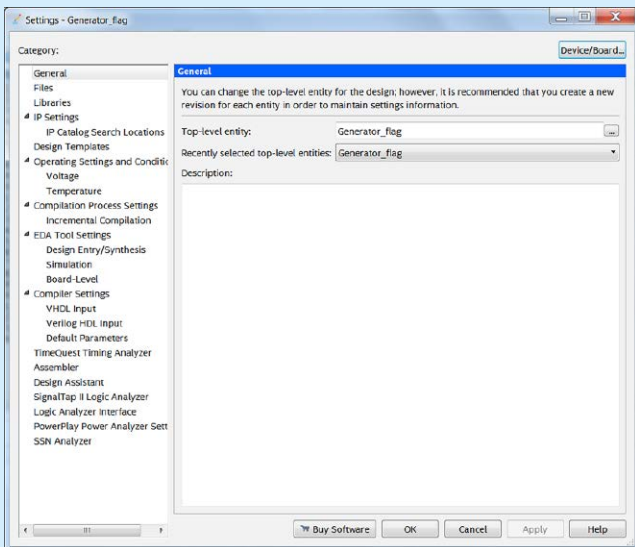 Settings - Generator_flag
Category:
Device/Board...
General
Files
Libraries
IP Settings
IP Catalog Search Locations
Design Templates
Operating Settings and Conditic
Voltage
Temperature
Compilation Process Settings
Incremental Compilation
EDA Tool Settings
Design Entry/Synthesis
Simulation
Board-Level
Compiler Settings
VHDL Input
Verilog HDL Input
Default Parameters
TimeQuest Timing Analyzer
Assembler
Design Assistant
SignalTap II Logic Analyzer
Logic Analyzer Interface
PowerPlay Power Analyzer Sett
SSN Analyzer
General
You can change the top-level entity for the design; however, it is recommended that you create a new
revision for each entity in order to maintain settings information.
Top-level entity: Generator_flag ...
Recently selected top-level entities: Generator_flag
Description:
Buy Software OK Cancel Apply Help